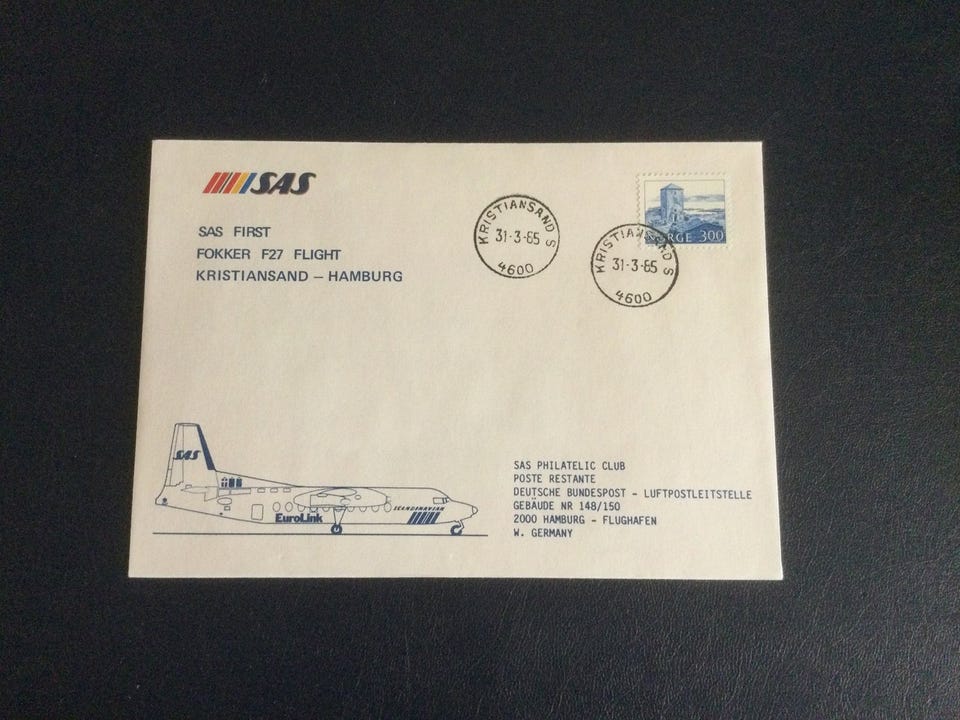 SAS
SAS FIRST
FOKKER F27 FLIGHT
KRISTIANSAND – HAMBURG
KRISTIANSAND S
31-3-85
4600
NORGE 300
KRISTIANSAND S
31-3-85
4600
SAS
EuroLink
SCANDINAVIAN
SAS PHILATELIC CLUB
POSTE RESTANTE
DEUTSCHE BUNDESPOST - LUFTPOSTLEITSTELLE
GEBÄUDE NR 148/150
2000 HAMBURG - FLUGHAFEN
W. GERMANY